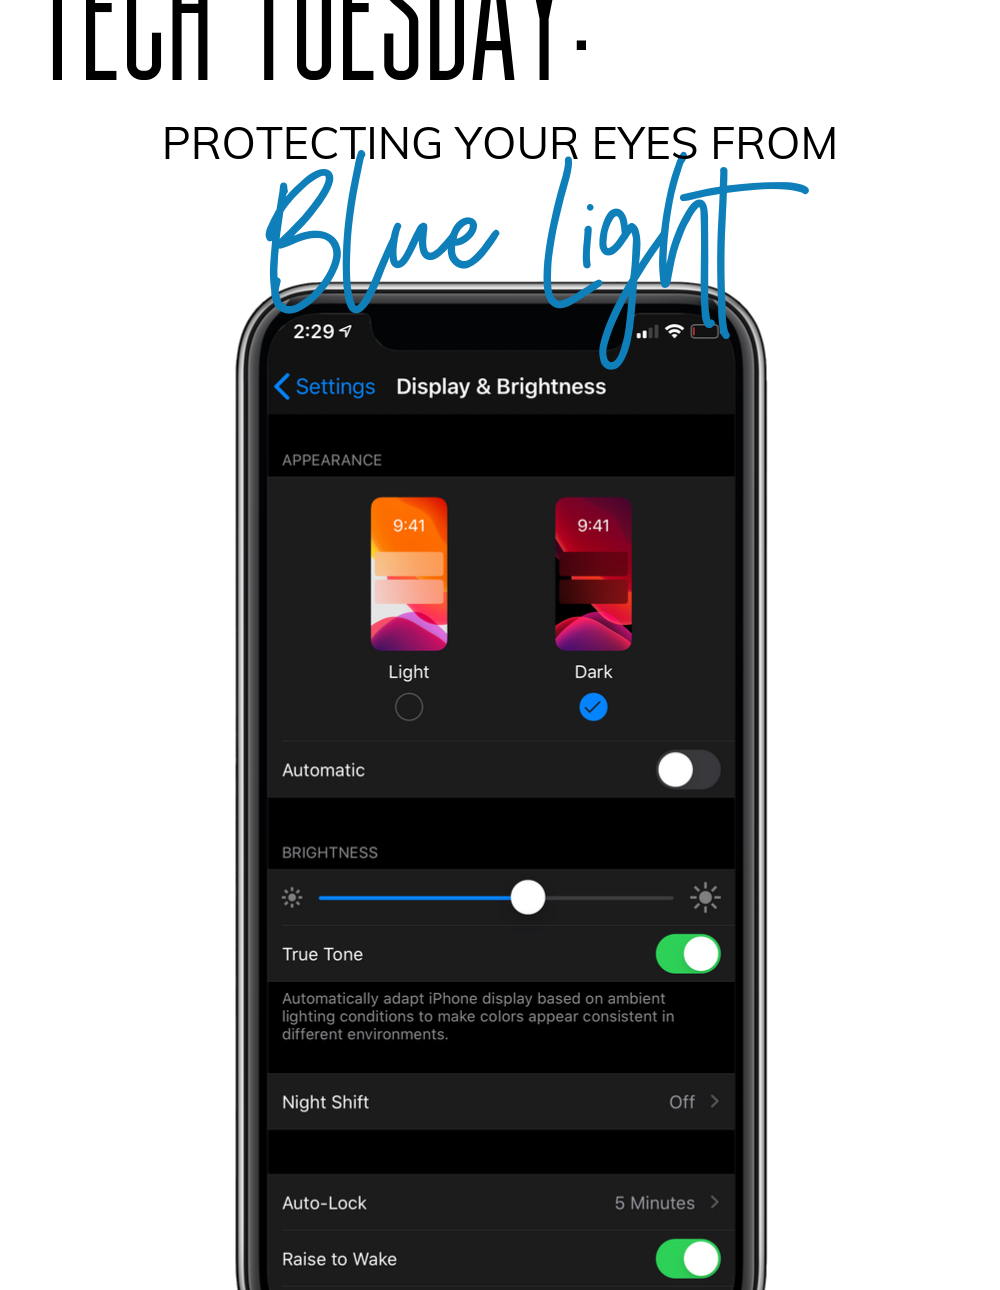 TECH TUESDAY:
PROTECTING YOUR EYES FROM
Blue Light
2:29
Settings Display & Brightness
APPEARANCE
9:41 9:41
Light Dark
Automatic
BRIGHTNESS
True Tone
Automatically adapt iPhone display based on ambient
lighting conditions to make colors appear consistent in
different environments.
Night Shift Off
Auto-Lock 5 Minutes
Raise to Wake